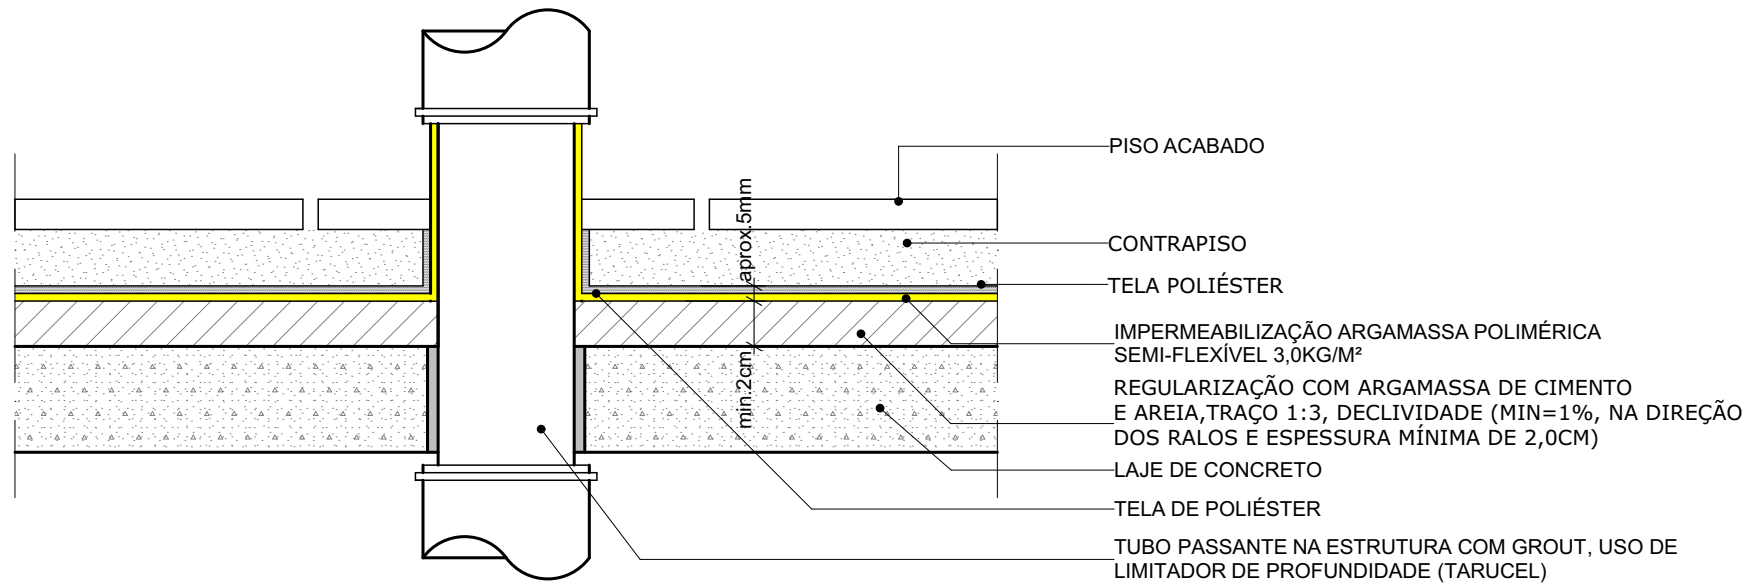 PISO ACABADO
aprox.5mm
CONTRAPISO
TELA POLIÉSTER
IMPERMEABILIZAÇÃO ARGAMASSA POLIMÉRICA
SEMI-FLEXÍVEL 3,0KG/M²
min.2cm
REGULARIZAÇÃO COM ARGAMASSA DE CIMENTO
E AREIA,TRAÇO 1:3, DECLIVIDADE (MIN=1%, NA DIREÇÃO
DOS RALOS E ESPESSURA MÍNIMA DE 2,0CM)
LAJE DE CONCRETO
TELA DE POLIÉSTER
TUBO PASSANTE NA ESTRUTURA COM GROUT, USO DE
LIMITADOR DE PROFUNDIDADE (TARUCEL)